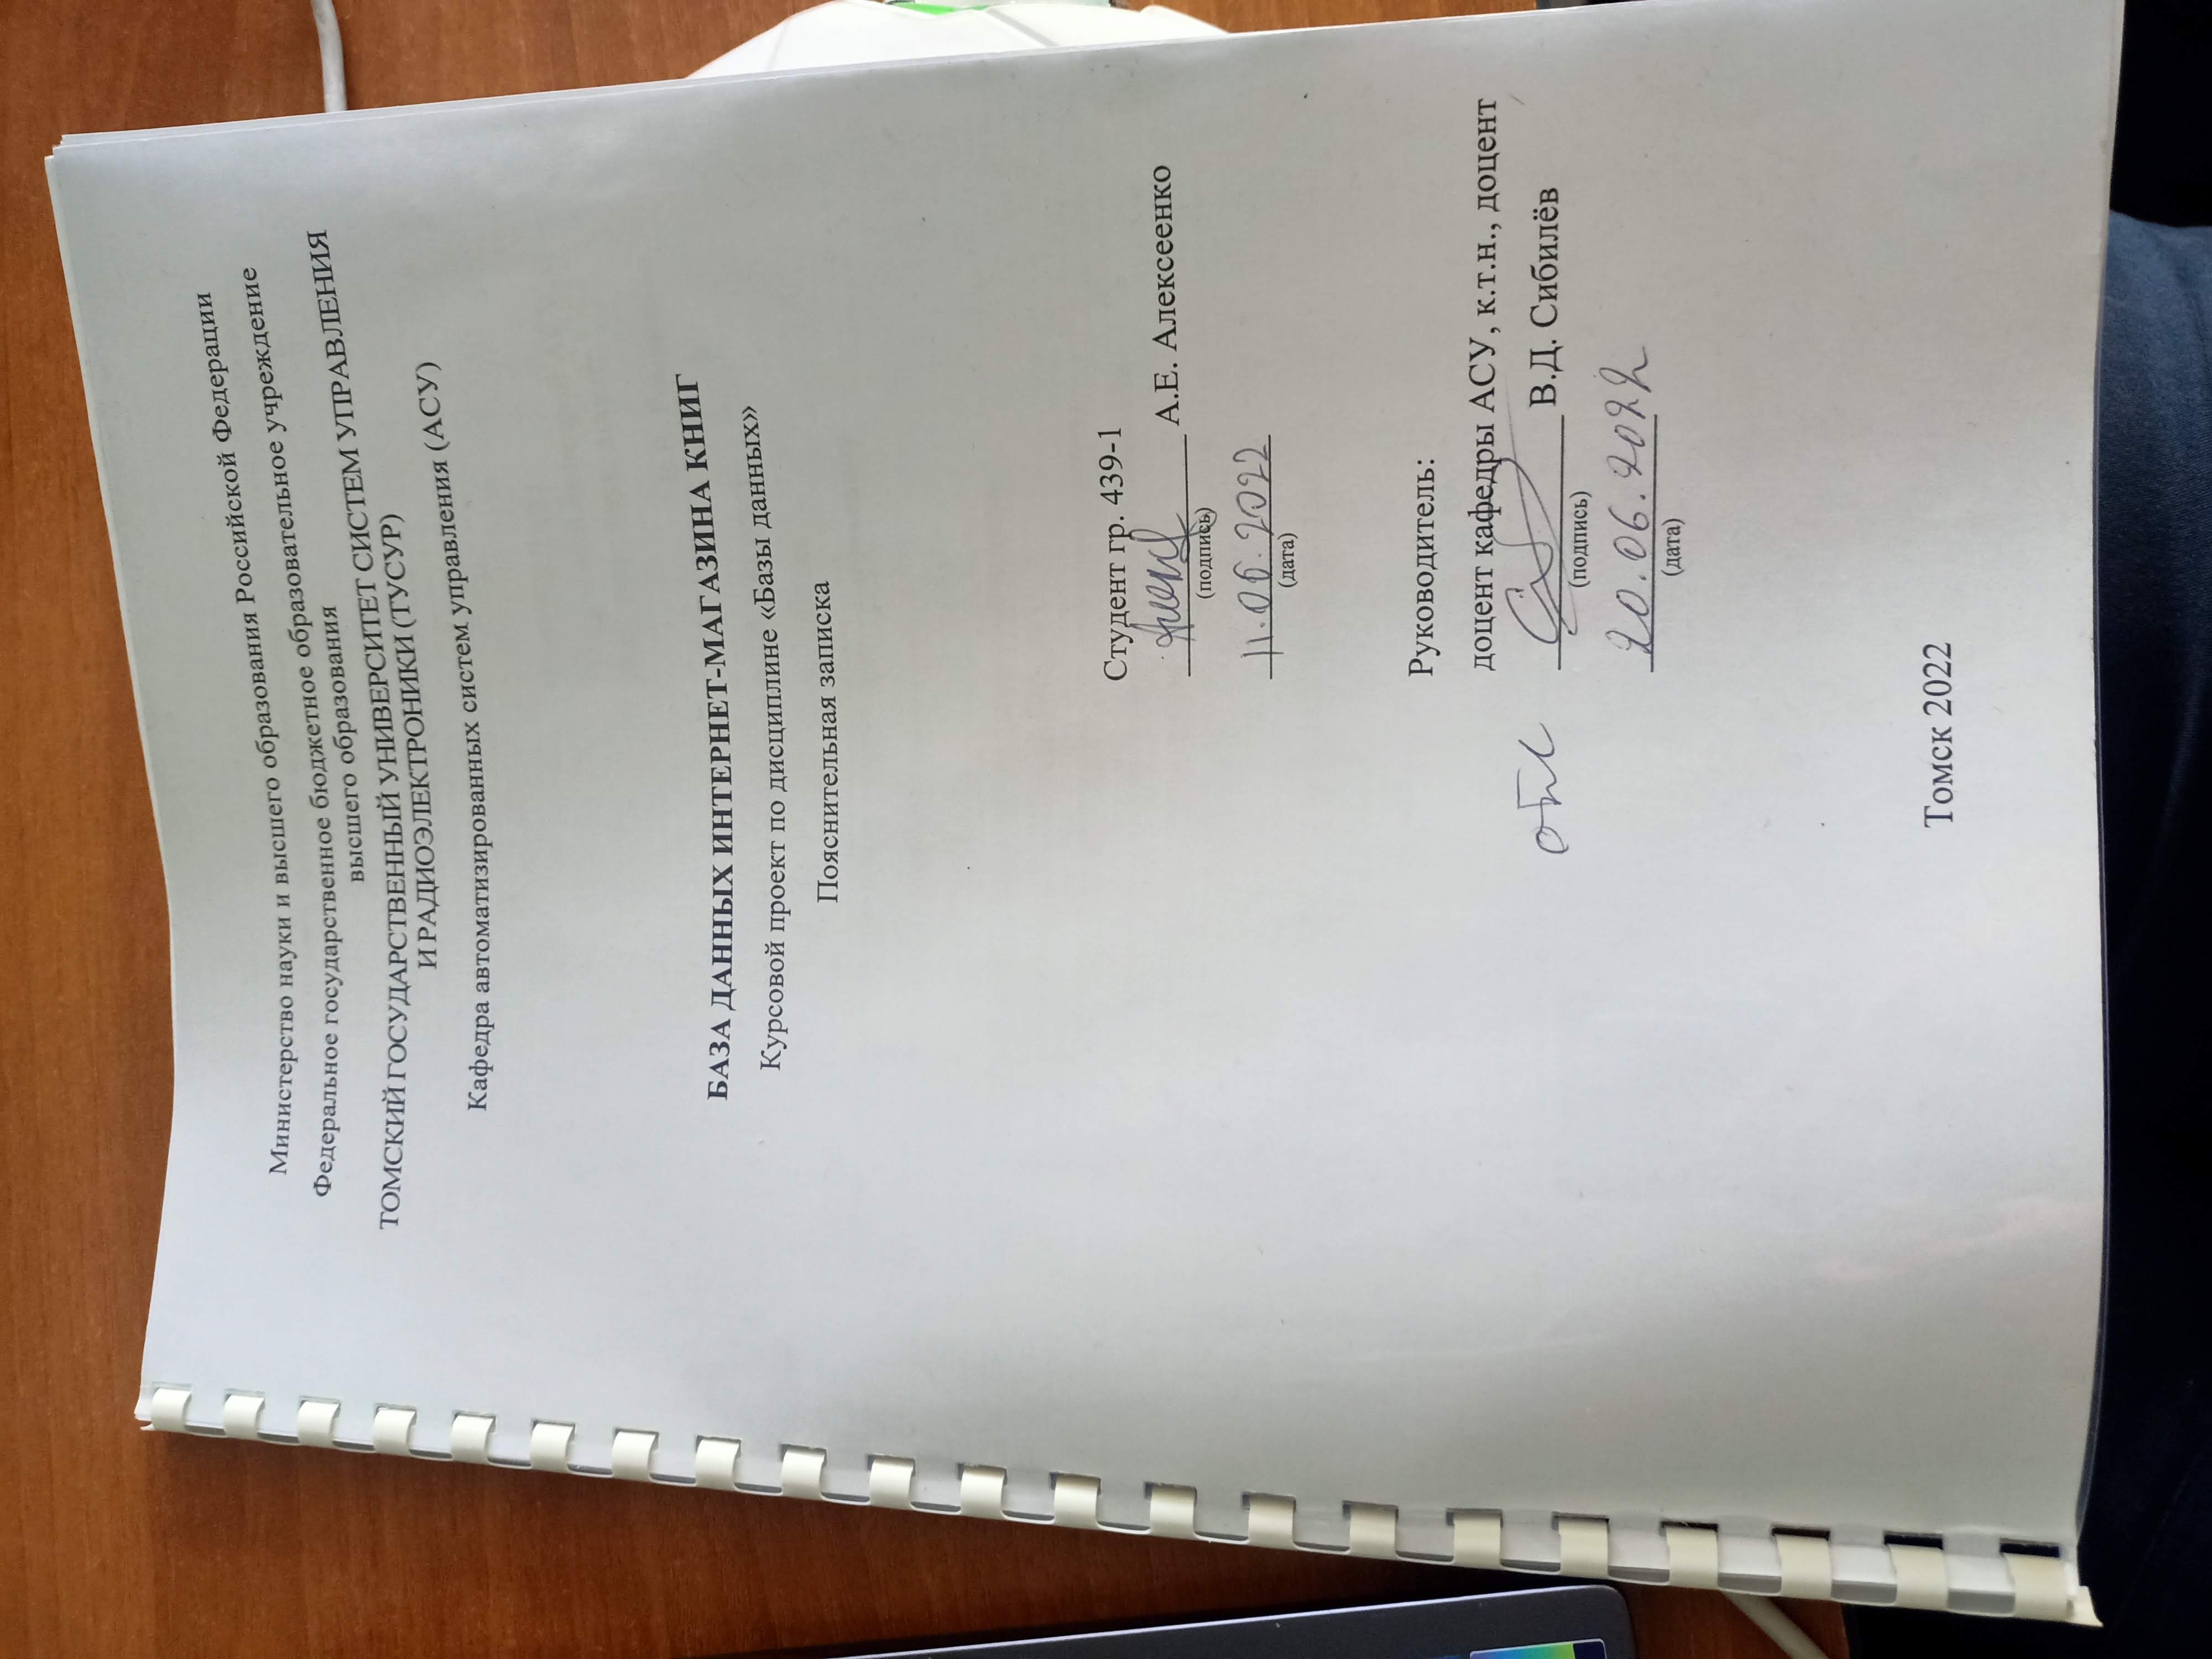 Министерство науки и высшего образования Российской Федерации
Федеральное государственное бюджетное образовательное учреждение
высшего образования
ТОМСКИЙ ГОСУДАРСТВЕННЫЙ УНИВЕРСИТЕТ СИСТЕМ УПРАВЛЕНИЯ
И РАДИОЭЛЕКТРОНИКИ (ТУСУР)
Кафедра автоматизированных систем управления (АСУ)
БАЗА ДАННЫХ ИНТЕРНЕТ-МАГАЗИНА КНИГ
Курсовой проект по дисциплине «Базы данных»
Пояснительная записка
Студент гр. 439-1
А.Е. Алексеенко
(подпись)
11.06.2022
(дата)
Руководитель:
доцент кафедры АСУ, к.т.н., доцент
В.Д. Сибилёв
(подпись)
20.06.2022
(дата)
Томск 2022